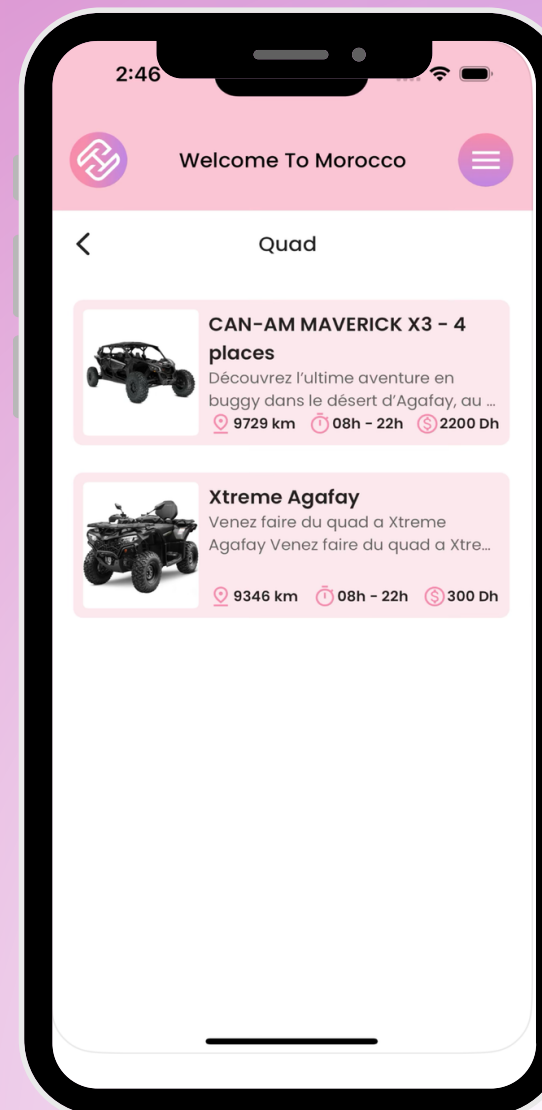 2:46
Welcome To Morocco
Quad
CAN-AM MAVERICK X3 - 4
places
Découvrez l'ultime aventure en
buggy dans le désert d'Agafay, au ...
9729 km 08h - 22h $ 2200 Dh
Xtreme Agafay
Venez faire du quad a Xtreme
Agafay Venez faire du quad a Xtre...
9346 km 08h - 22h $ 300 Dh